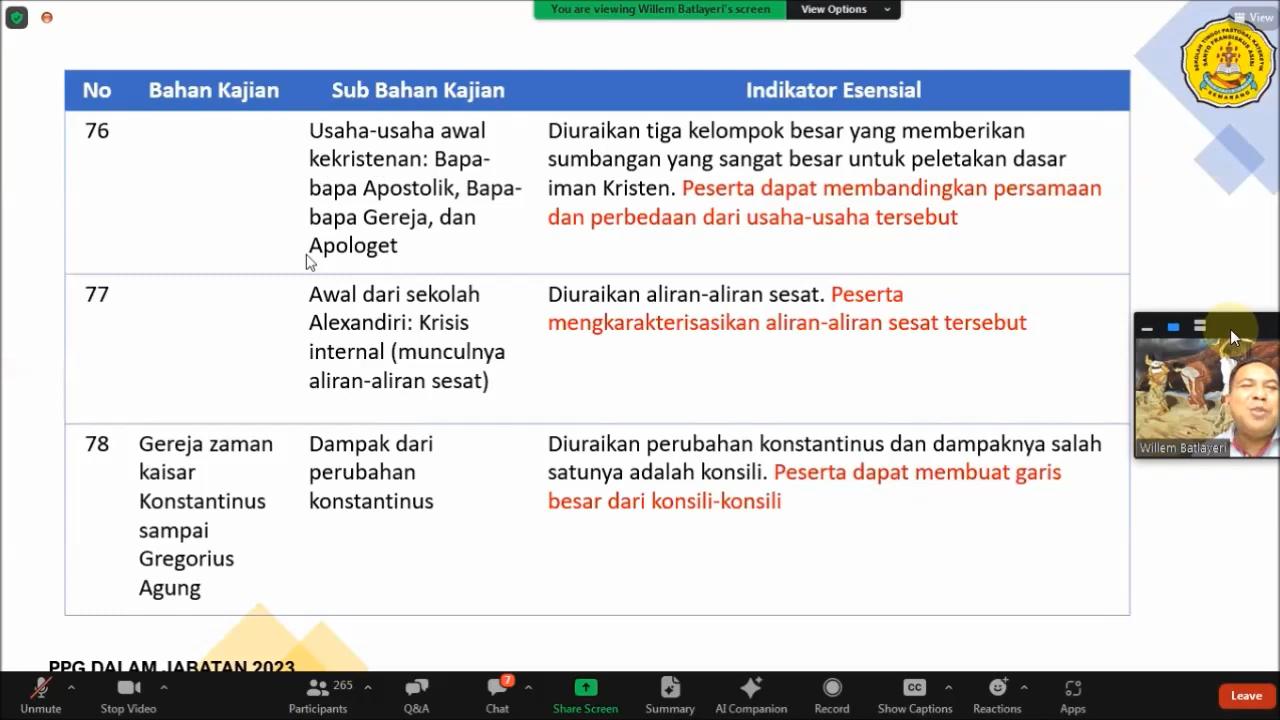 You are viewing Willem Batlayeri's screen
View Options
View
No
Bahan Kajian
Sub Bahan Kajian
Indikator Esensial
76
Usaha-usaha awal
kekristenan: Bapa-
bapa Apostolik, Bapa-
bapa Gereja, dan
Apologet
Diuraikan tiga kelompok besar yang memberikan
sumbangan yang sangat besar untuk peletakan dasar
iman Kristen. Peserta dapat membandingkan persamaan
dan perbedaan dari usaha-usaha tersebut
77
Awal dari sekolah
Alexandiri: Krisis
internal (munculnya
aliran-aliran sesat)
Diuraikan aliran-aliran sesat. Peserta
mengkarakterisasikan aliran-aliran sesat tersebut
78
Gereja zaman
kaisar
Konstantinus
sampai
Gregorius
Agung
Dampak dari
perubahan
konstantinus
Diuraikan perubahan konstantinus dan dampaknya salah
satunya adalah konsili. Peserta dapat membuat garis
besar dari konsili-konsili
Willem Batlayeri
PPG DALAM JABATAN 2023
Unmute
Stop Video
265
Participants
Q&A
7
Chat
Share Screen
Summary
AI Companion
Record
CC
Show Captions
Reactions
Apps
Leave